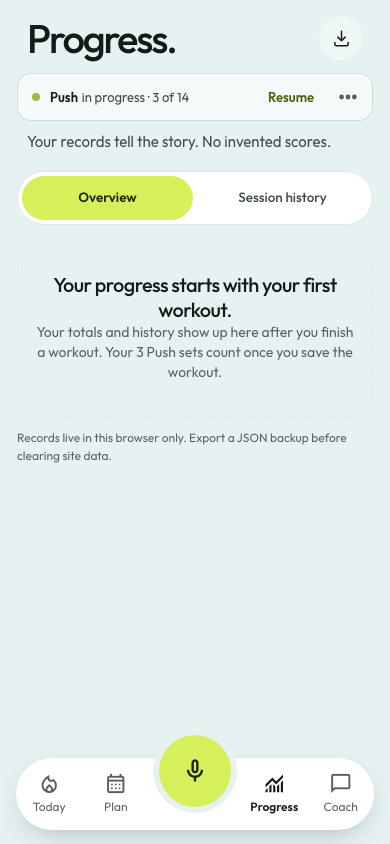 Progress.
Push in progress · 3 of 14
Resume
Your records tell the story. No invented scores.
Overview
Session history
Your progress starts with your first
workout.
Your totals and history show up here after you finish
a workout. Your 3 Push sets count once you save the
workout.
Records live in this browser only. Export a JSON backup before
clearing site data.
Today
Plan
Progress
Coach